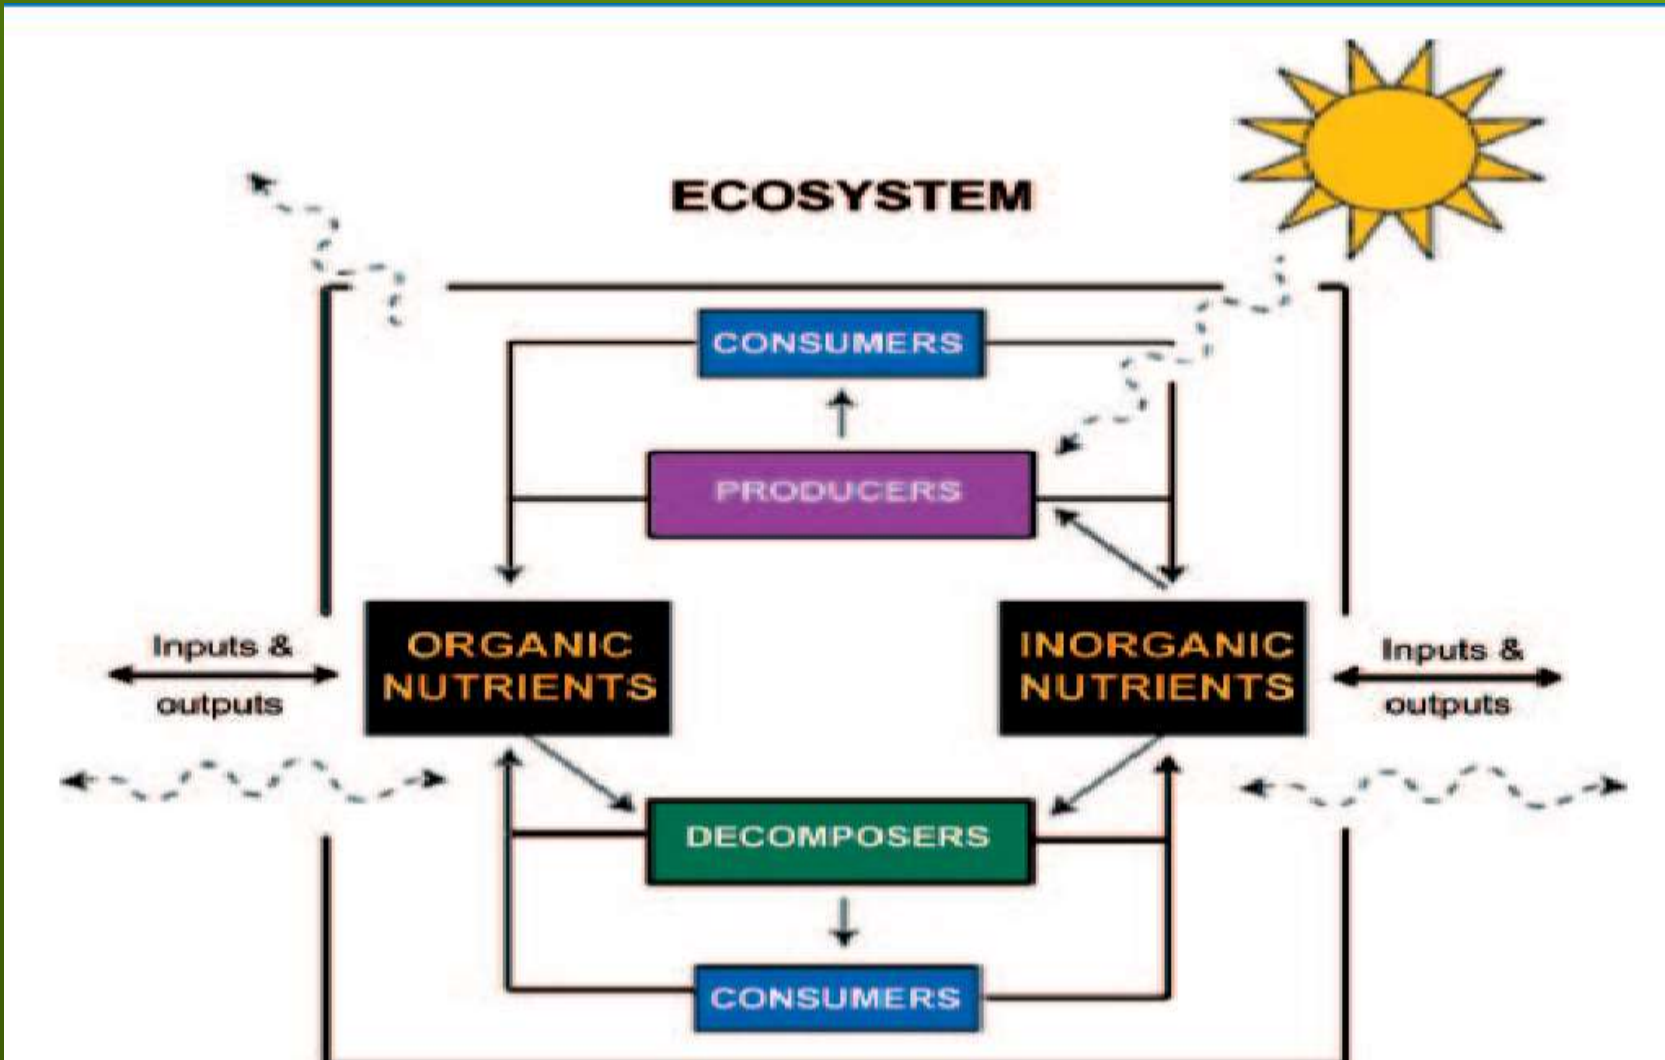 ECOSYSTEM
CONSUMERS
PRODUCERS
ORGANIC
NUTRIENTS
INORGANIC
NUTRIENTS
Inputs &
outputs
Inputs &
outputs
DECOMPOSERS
CONSUMERS